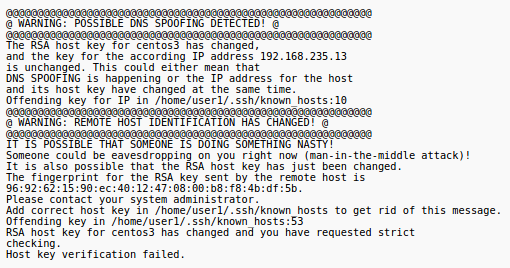 @@@@@@@@@@@@@@@@@@@@@@@@@@@@@@@@@@@@@@@@@@@@@@@@@@@@@@@@@@@
@ WARNING: POSSIBLE DNS SPOOFING DETECTED! @
@@@@@@@@@@@@@@@@@@@@@@@@@@@@@@@@@@@@@@@@@@@@@@@@@@@@@@@@@@@
The RSA host key for centos3 has changed,
and the key for the according IP address 192.168.235.13
is unchanged. This could either mean that
DNS SPOOFING is happening or the IP address for the host
and its host key have changed at the same time.
Offending key for IP in /home/user1/.ssh/known_hosts:10
@@@@@@@@@@@@@@@@@@@@@@@@@@@@@@@@@@@@@@@@@@@@@@@@@@@@@@@@@@@
@ WARNING: REMOTE HOST IDENTIFICATION HAS CHANGED! @
@@@@@@@@@@@@@@@@@@@@@@@@@@@@@@@@@@@@@@@@@@@@@@@@@@@@@@@@@@@
IT IS POSSIBLE THAT SOMEONE IS DOING SOMETHING NASTY!
Someone could be eavesdropping on you right now (man-in-the-middle attack)!
It is also possible that the RSA host key has just been changed.
The fingerprint for the RSA key sent by the remote host is
96:92:62:15:90:ec:40:12:47:08:00:b8:f8:4b:df:5b.
Please contact your system administrator.
Add correct host key in /home/user1/.ssh/known_hosts to get rid of this message.
Offending key in /home/user1/.ssh/known_hosts:53
RSA host key for centos3 has changed and you have requested strict
checking.
Host key verification failed.